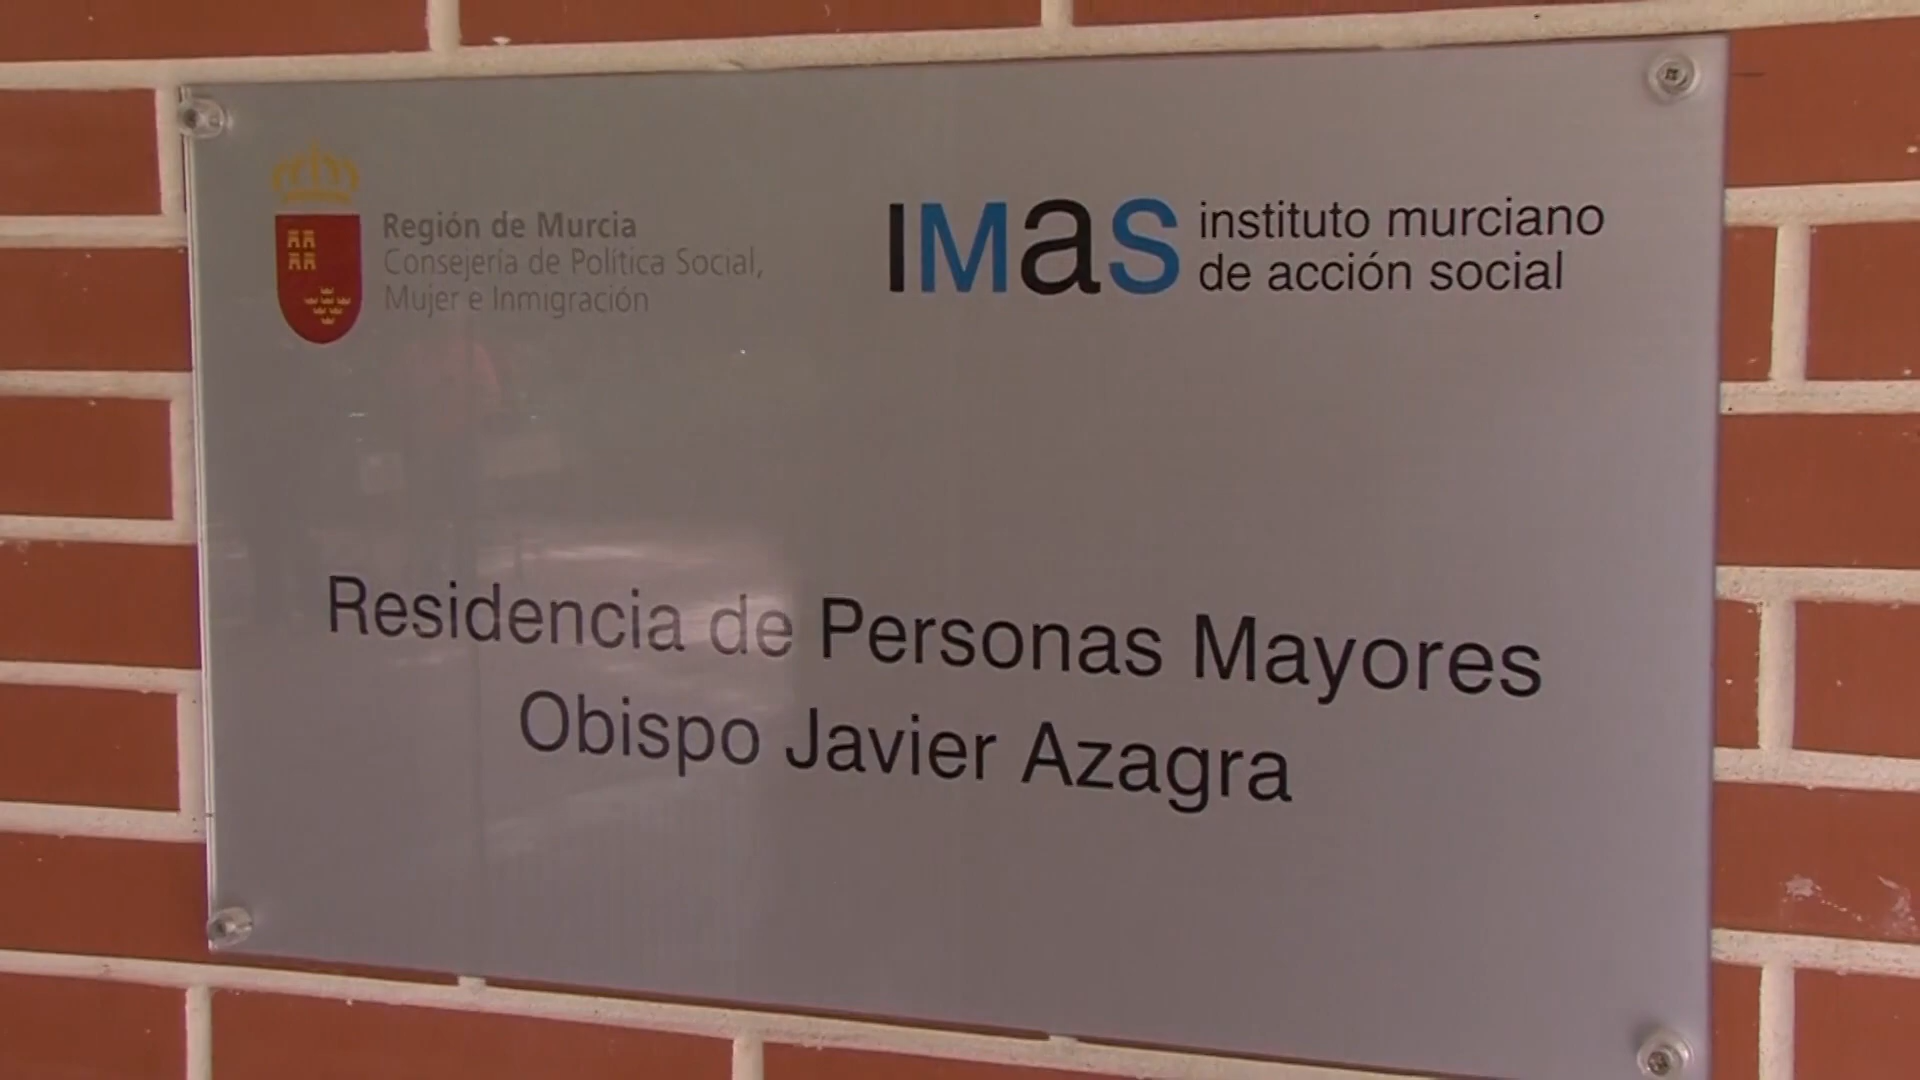 Región de Murcia
Consejería de Política Social,
Mujer e Inmigración
IMAS instituto murciano
de acción social
Residencia de Personas Mayores
Obispo Javier Azagra